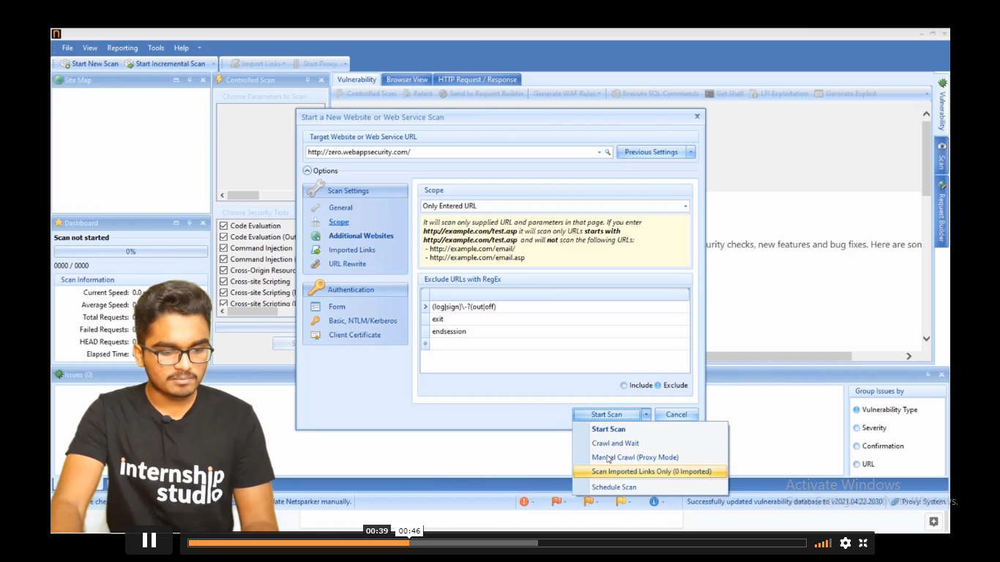 n
File View Reporting Tools Help
Start New Scan Start Incremental Scan Import Links Start Proxy
Site Map
Controlled Scan
Vulnerability Browser View HTTP Request / Response
Choose Parameters to Scan
Controlled Scan Retest Send to Request Builder Generate WAF Rules Execute SQL Commands Get Shell LFI Exploitation Generate Exploit
Vulnerability
Scan
Request Builder
Start a New Website or Web Service Scan
Target Website or Web Service URL
http://zero.webappsecurity.com/
Previous Settings
Options
Scan Settings
General
Scope
Additional Websites
Imported Links
URL Rewrite
Authentication
Form
Basic, NTLM/Kerberos
Client Certificate
Scope
Only Entered URL
It will scan only supplied URL and parameters in that page. If you enter
http://example.com/test.asp it will scan only URLs starts with
http://example.com/test.asp and will not scan the following URLs:
- http://example.com/email/
- http://example.com/email.asp
Exclude URLs with RegEx
(log|sign)\-?(out|off)
exit
endsession
Include Exclude
Start Scan Cancel
Start Scan
Crawl and Wait
Manual Crawl (Proxy Mode)
Scan Imported Links Only (0 Imported)
Schedule Scan
urity checks, new features and bug fixes. Here are son
Choose Security Tests
Code Evaluation
Code Evaluation (Out
Command Injection
Command Injection (
Cross-Origin Resourc
Cross-site Scripting
Cross-site Scripting (
Dashboard
Scan not started
0%
0000 / 0000
Scan Information
Current Speed: 0.0
Average Speed: 0.
Total Requests:
Failed Requests:
HEAD Requests:
Elapsed Time:
Issues (0)
Group Issues by
Vulnerability Type
Severity
Confirmation
URL
internship
studio
late Netsparker manually.
Successfully updated vulnerability database to v2021.04.22.2030
Proxy: System
Activate Windows
00:39 00:46